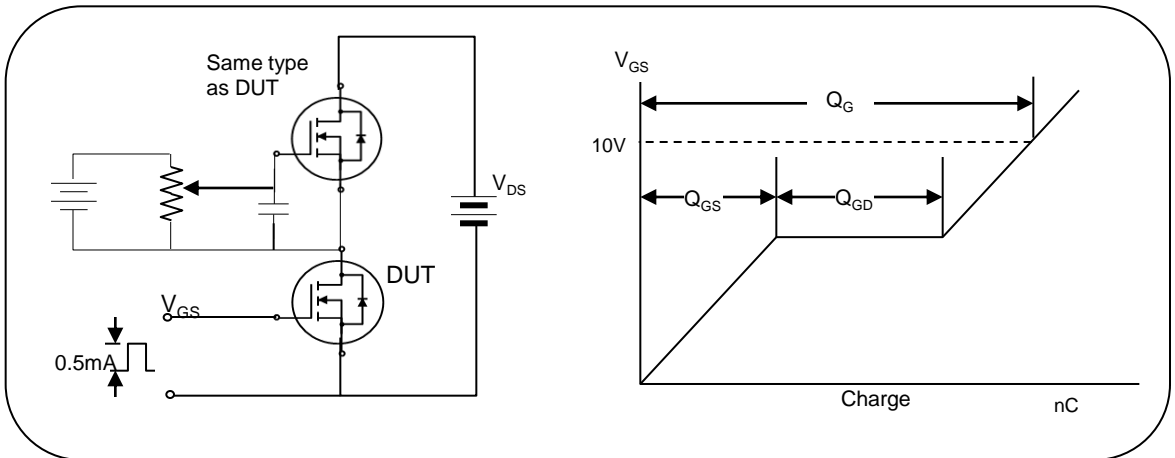 Same type
as DUT
V_DS
DUT
V_GS
0.5mA
V_GS
Q_G
10V
Q_GS
Q_GD
Charge
nC